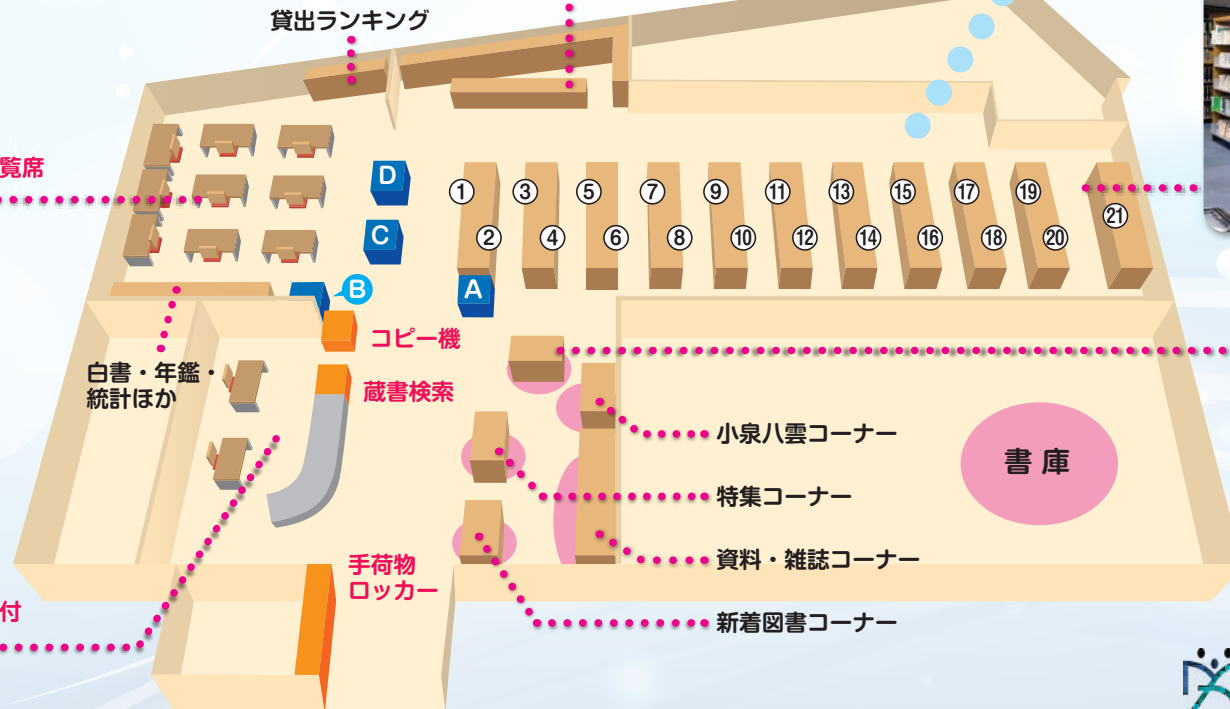 貸出ランキング
覧席
D
C
B
A
①
②
③
④
⑤
⑥
⑦
⑧
⑨
⑩
⑪
⑫
⑬
⑭
⑮
⑯
⑰
⑱
⑲
⑳
㉑
コピー機
白書・年鑑・
統計ほか
蔵書検索
小泉八雲コーナー
書庫
特集コーナー
資料・雑誌コーナー
手荷物
ロッカー
付
新着図書コーナー